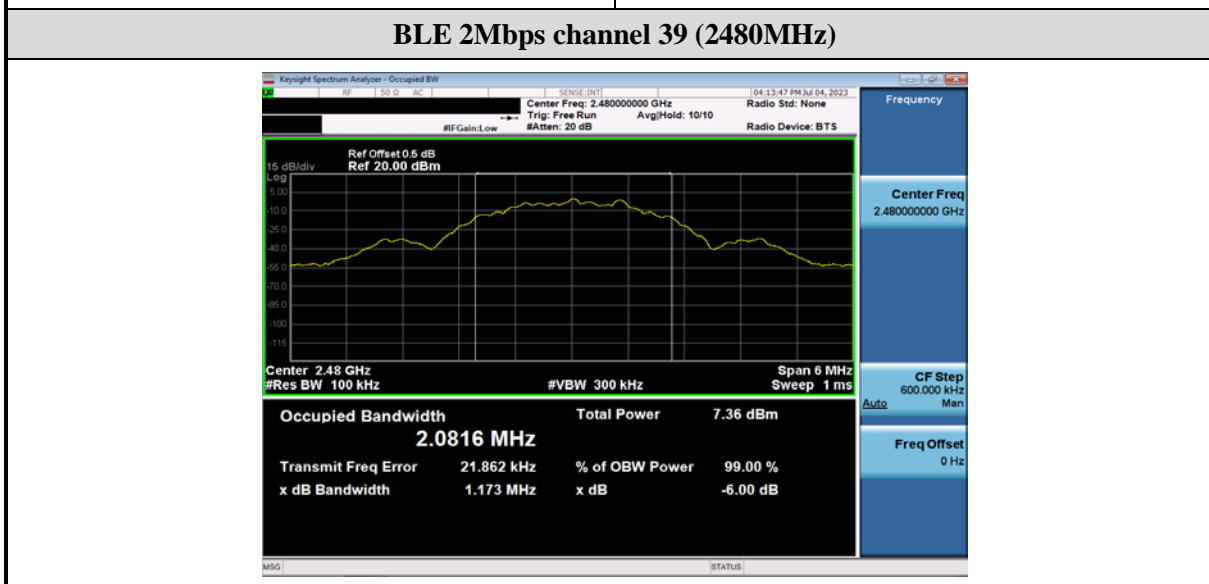 BLE 2Mbps channel 39 (2480MHz)
Keysight Spectrum Analyzer - Occupied BW
RF 50 Ω AC SENSE:INT 04:13:47 PM Jul 04, 2023
Center Freq: 2.480000000 GHz Radio Std: None
Trig: Free Run Avg|Hold: 10/10
#IFGain:Low #Atten: 20 dB Radio Device: BTS
Frequency
Ref Offset 0.5 dB
15 dB/div Ref 20.00 dBm
Log
5.00
-10.0
-25.0
-40.0
-55.0
-70.0
-85.0
-100
-115
Center Freq
2.480000000 GHz
Center 2.48 GHz Span 6 MHz
#Res BW 100 kHz #VBW 300 kHz Sweep 1 ms
CF Step
600.000 kHz
Auto Man
Occupied Bandwidth Total Power 7.36 dBm
2.0816 MHz
Freq Offset
0 Hz
Transmit Freq Error 21.862 kHz % of OBW Power 99.00 %
x dB Bandwidth 1.173 MHz x dB -6.00 dB
MSG STATUS